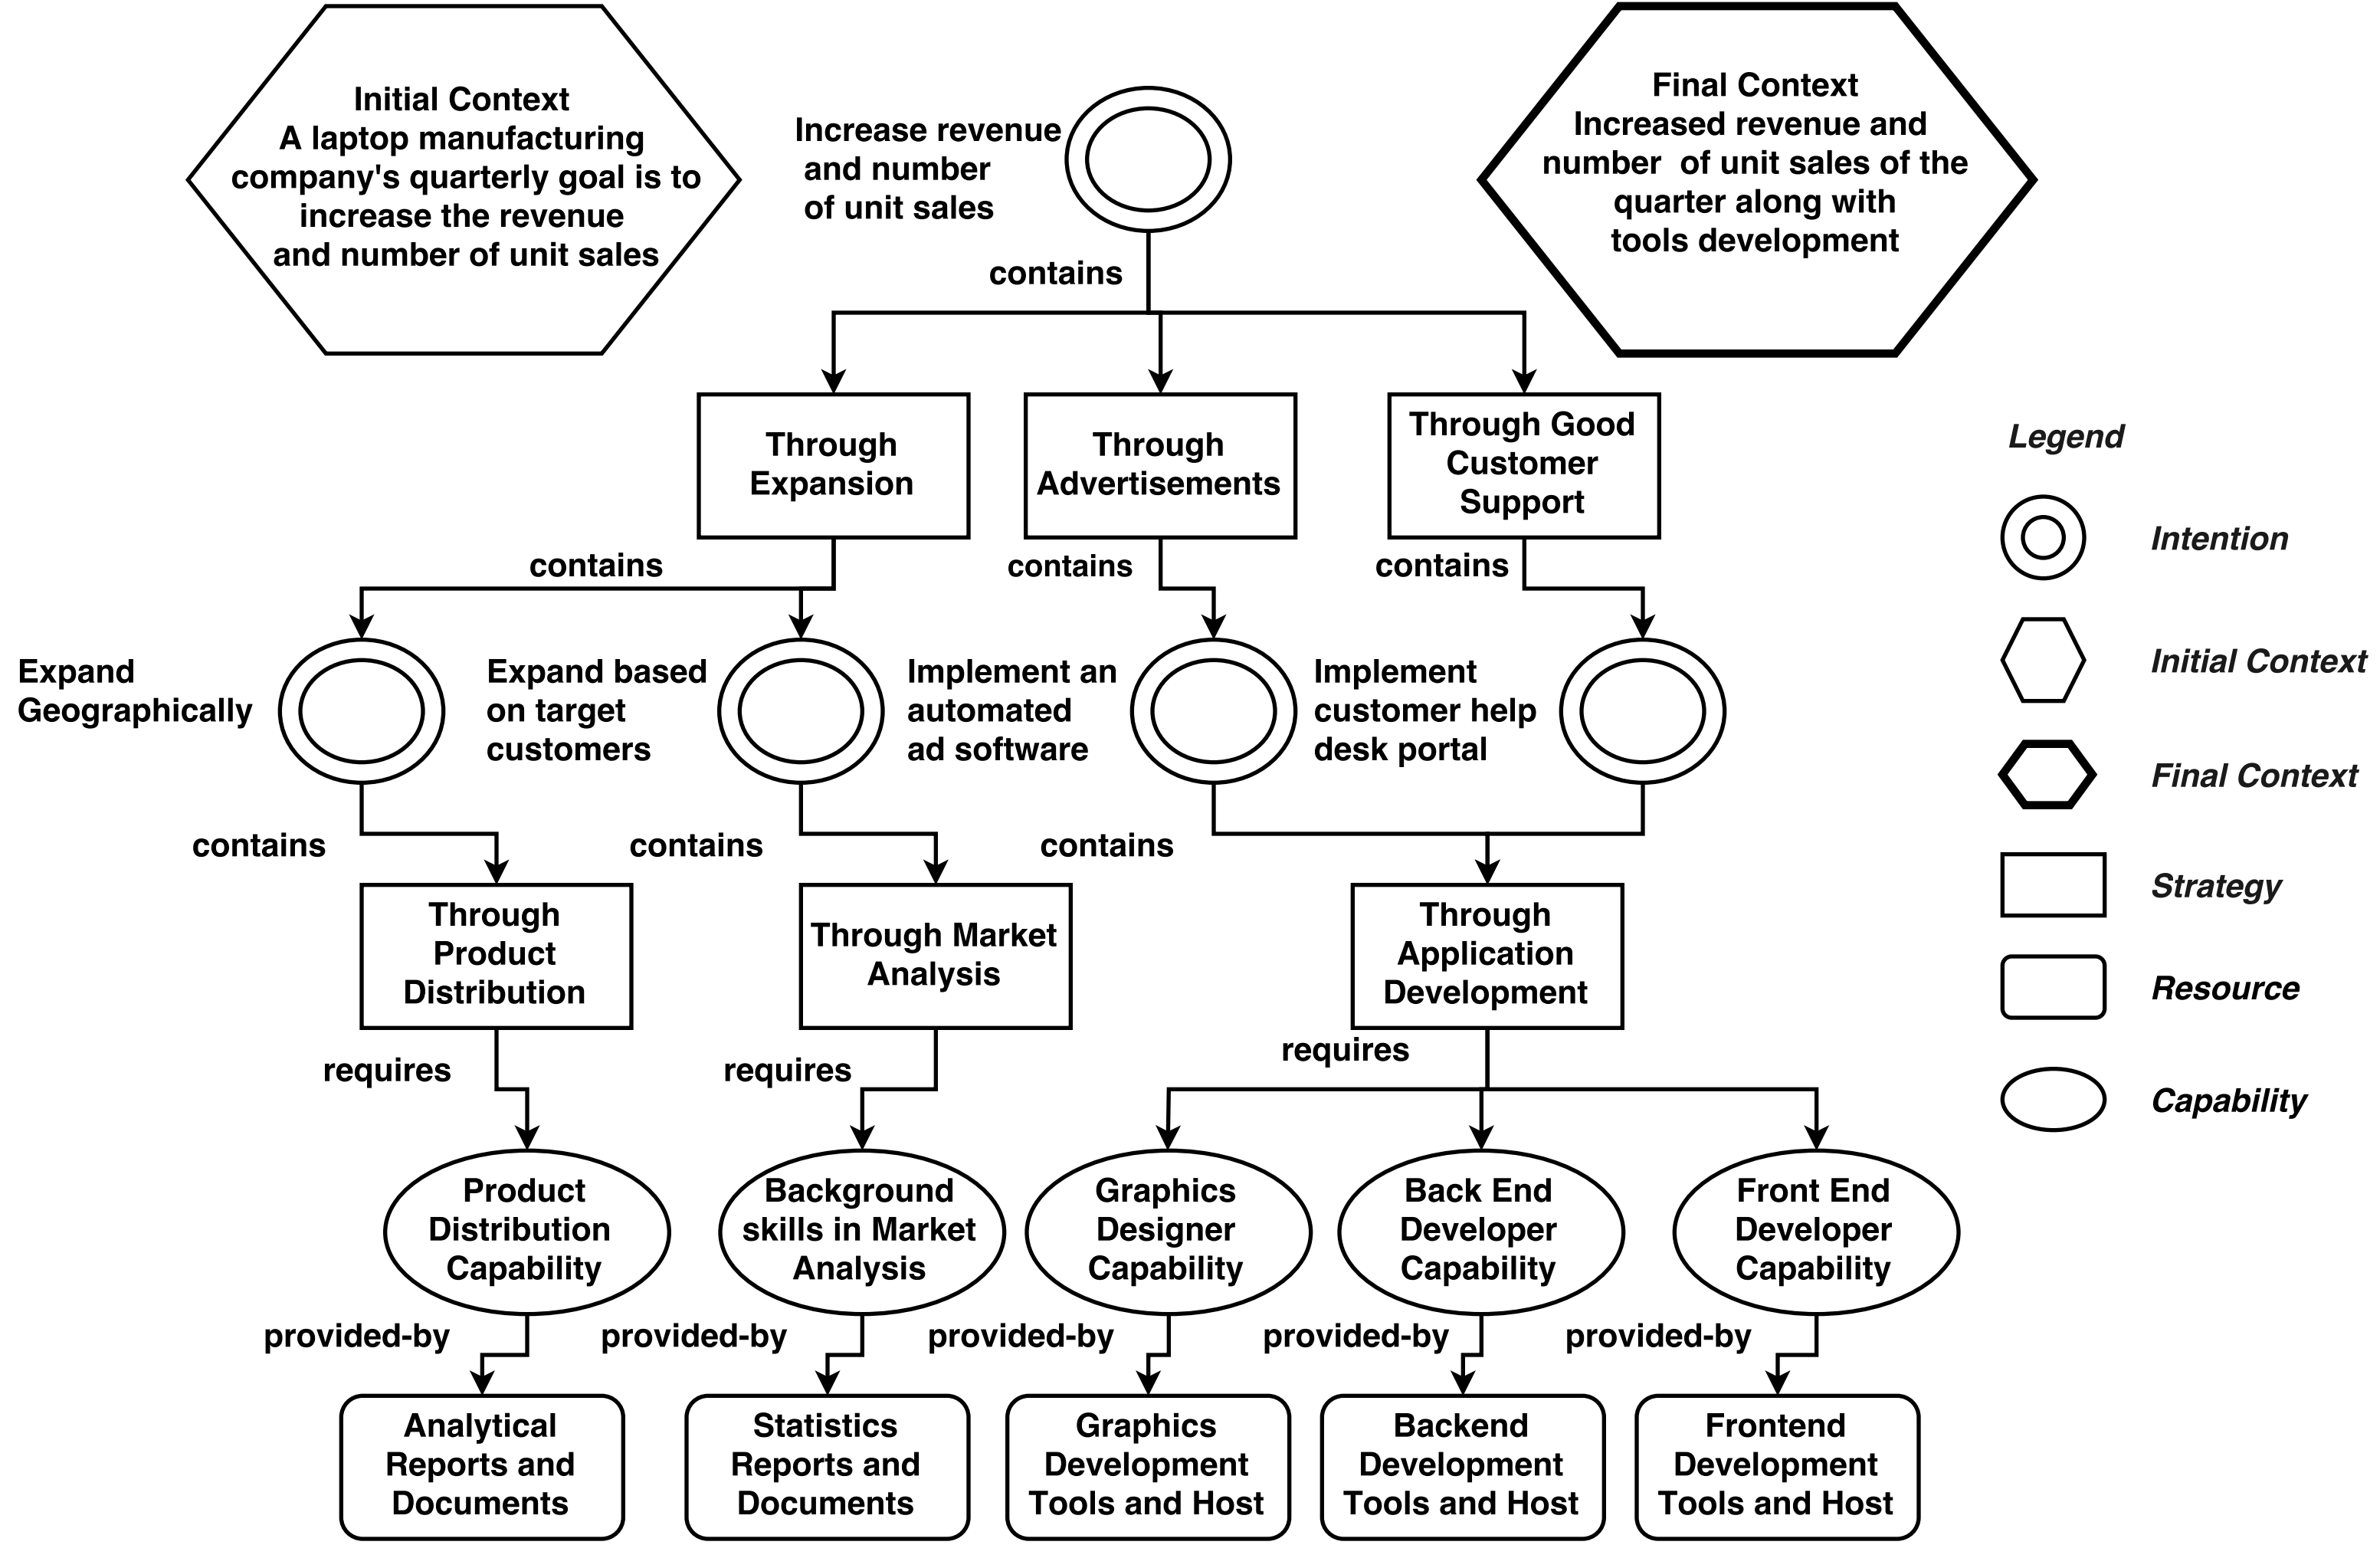 Initial Context
A laptop manufacturing
company's quarterly goal is to
increase the revenue
and number of unit sales
Increase revenue
and number
of unit sales
Final Context
Increased revenue and
number of unit sales of the
quarter along with
tools development
contains
Through
Expansion
Through
Advertisements
Through Good
Customer
Support
contains
contains
contains
Expand
Geographically
Expand based
on target
customers
Implement an
automated
ad software
Implement
customer help
desk portal
contains
contains
contains
Through
Product
Distribution
Through Market
Analysis
Through
Application
Development
requires
requires
requires
Product
Distribution
Capability
Background
skills in Market
Analysis
Graphics
Designer
Capability
Back End
Developer
Capability
Front End
Developer
Capability
provided-by
provided-by
provided-by
provided-by
provided-by
Analytical
Reports and
Documents
Statistics
Reports and
Documents
Graphics
Development
Tools and Host
Backend
Development
Tools and Host
Frontend
Development
Tools and Host
Legend
Intention
Initial Context
Final Context
Strategy
Resource
Capability